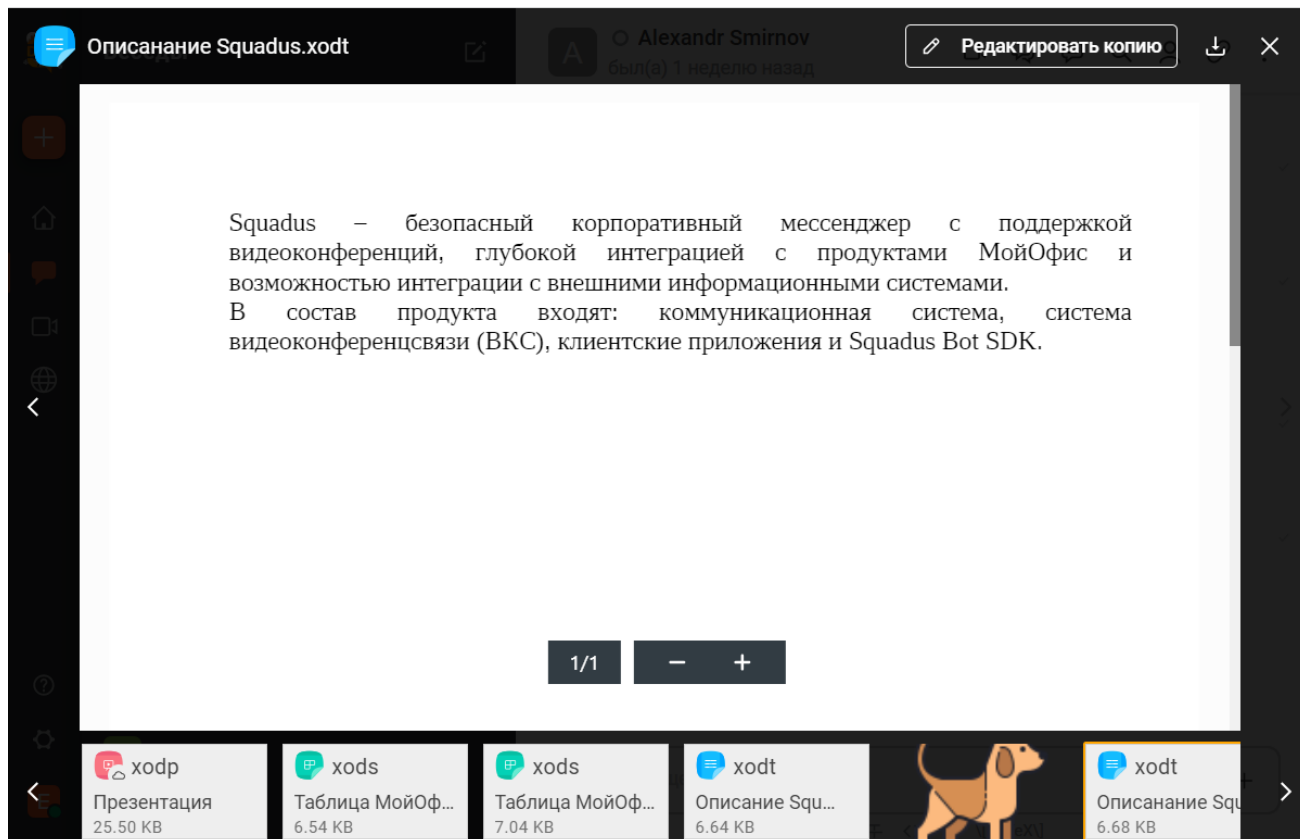 Описанание Squadus.xodt
Alexandr Smirnov
A
был(а) 1 неделю назад
Редактировать копию
Squadus – безопасный корпоративный мессенджер с поддержкой
видеоконференций, глубокой интеграцией с продуктами МойОфис и
возможностью интеграции с внешними информационными системами.
В состав продукта входят: коммуникационная система, система
видеоконференцсвязи (ВКС), клиентские приложения и Squadus Bot SDK.
1/1
xodp
Презентация
25.50 KB
xods
Таблица МойОф...
6.54 KB
xods
Таблица МойОф...
7.04 KB
xodt
Описание Squ...
6.64 KB
xodt
Описанание Squ
6.68 KB